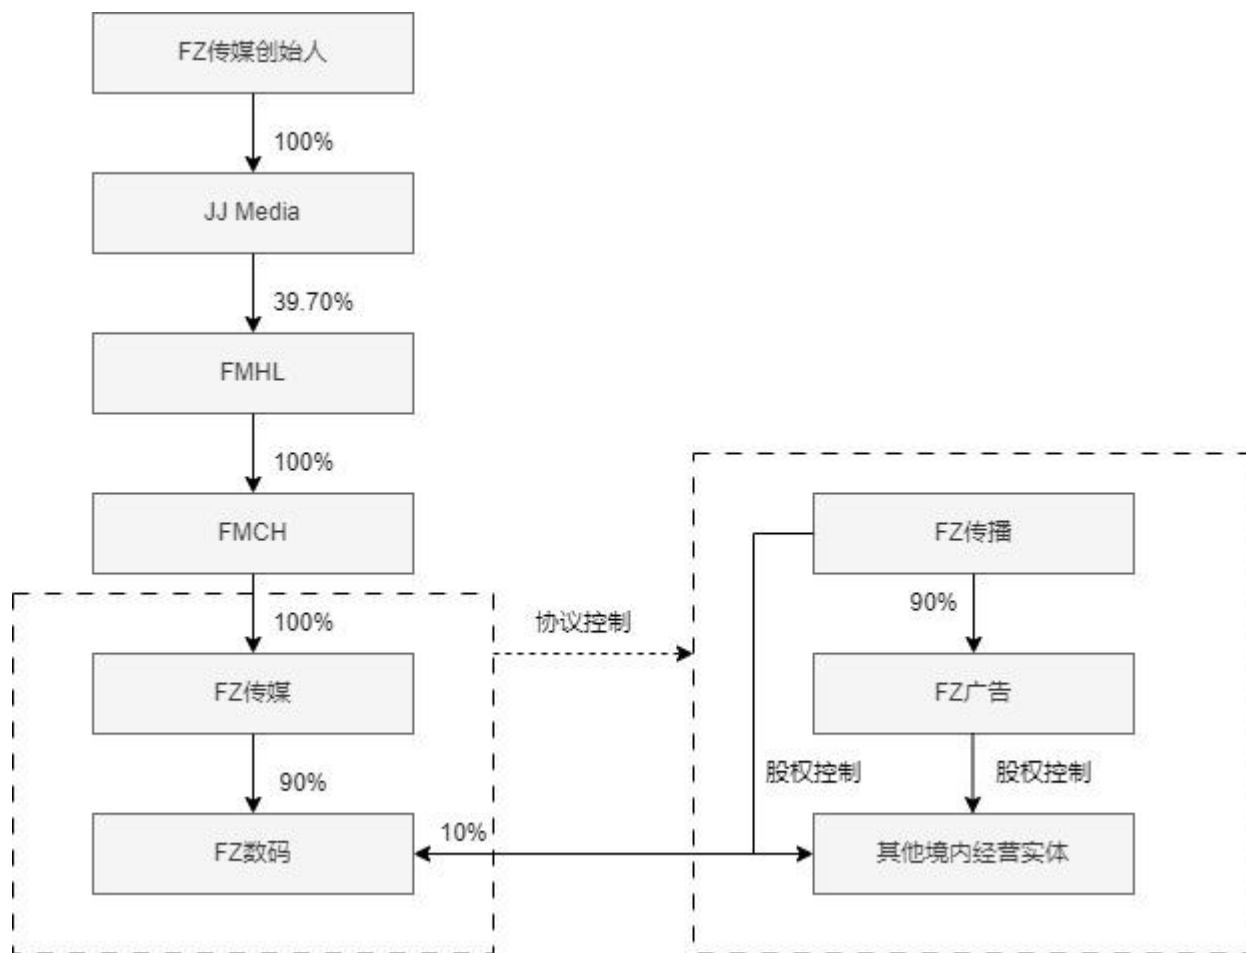 FZ传媒创始人
100%
JJ Media
39.70%
FMHL
100%
FMCH
FZ传播
100%
协议控制
90%
FZ传媒
FZ广告
90%
股权控制
股权控制
FZ数码
10%
其他境内经营实体